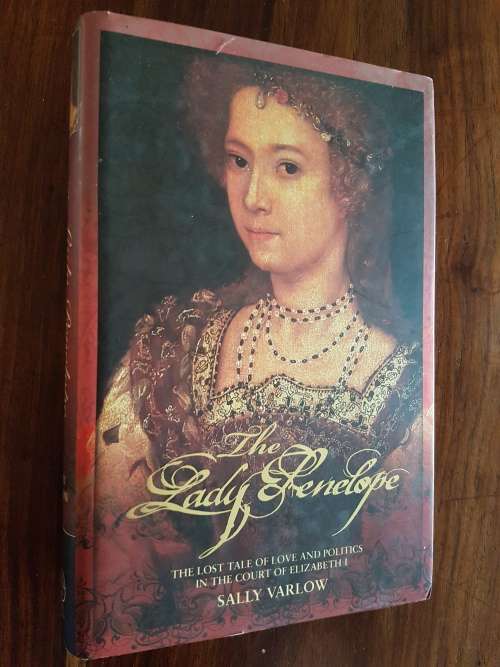 The
Lady Penelope
THE LOST TALE OF LOVE AND POLITICS
IN THE COURT OF ELIZABETH I
SALLY VARLOW